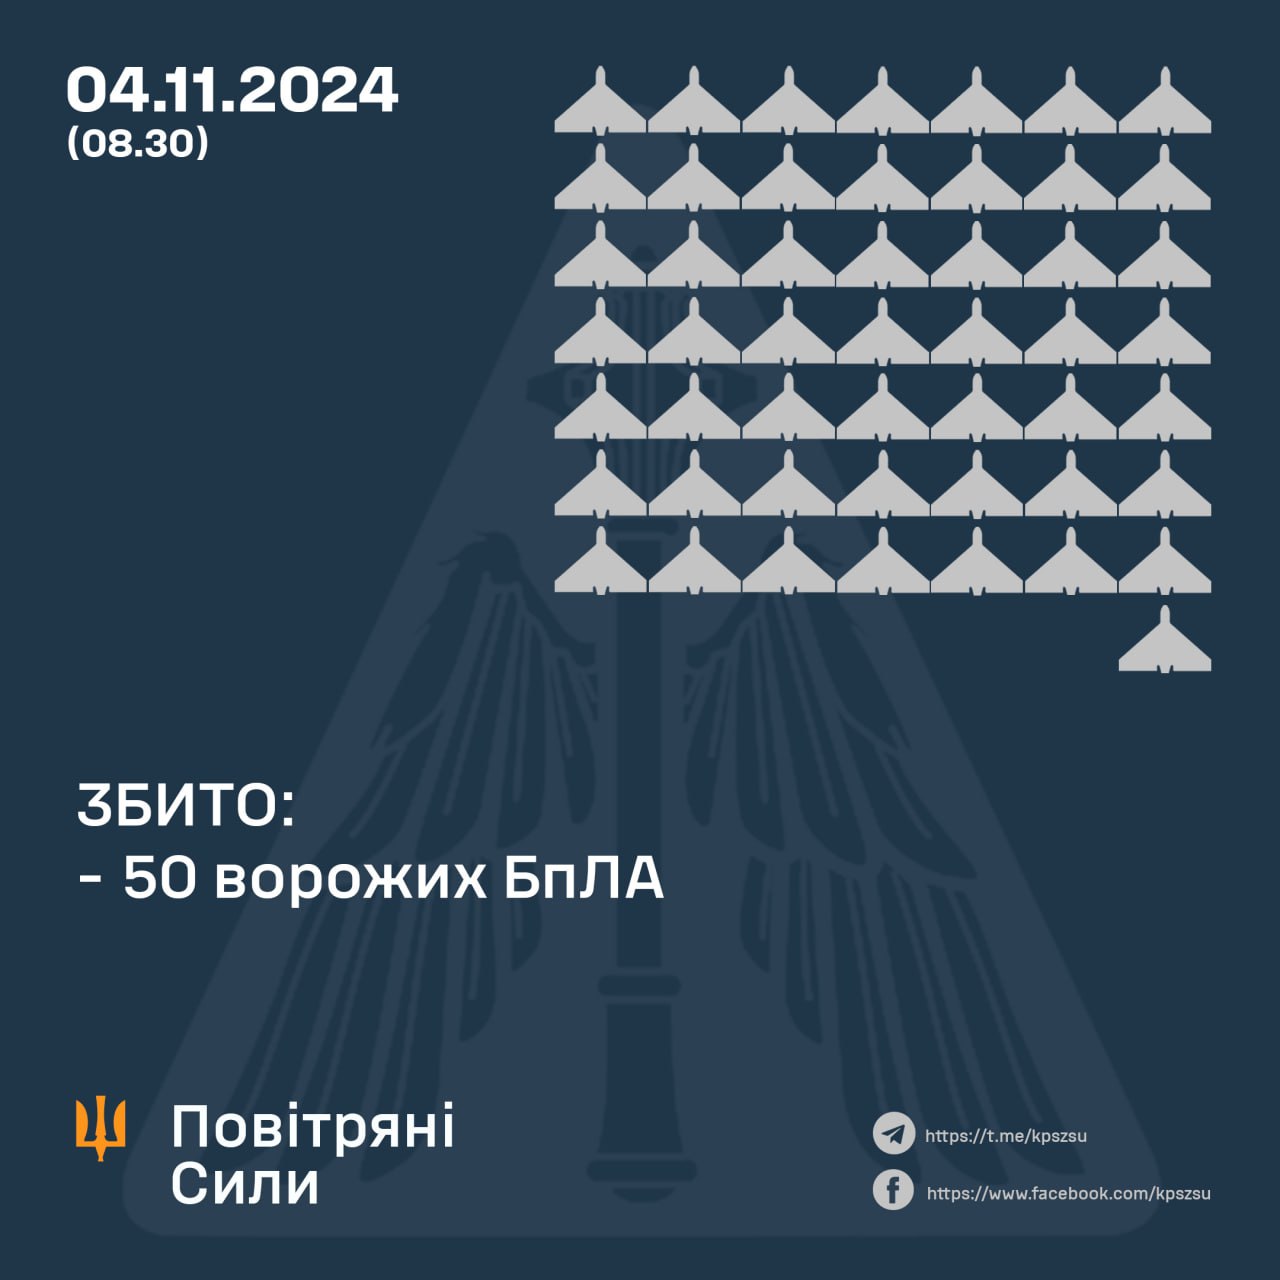 04.11.2024
(08.30)
ЗБИТО:
- 50 ворожих БпЛА
Повітряні
Сили
https://t.me/kpszsu
https://www.facebook.com/kpszsu